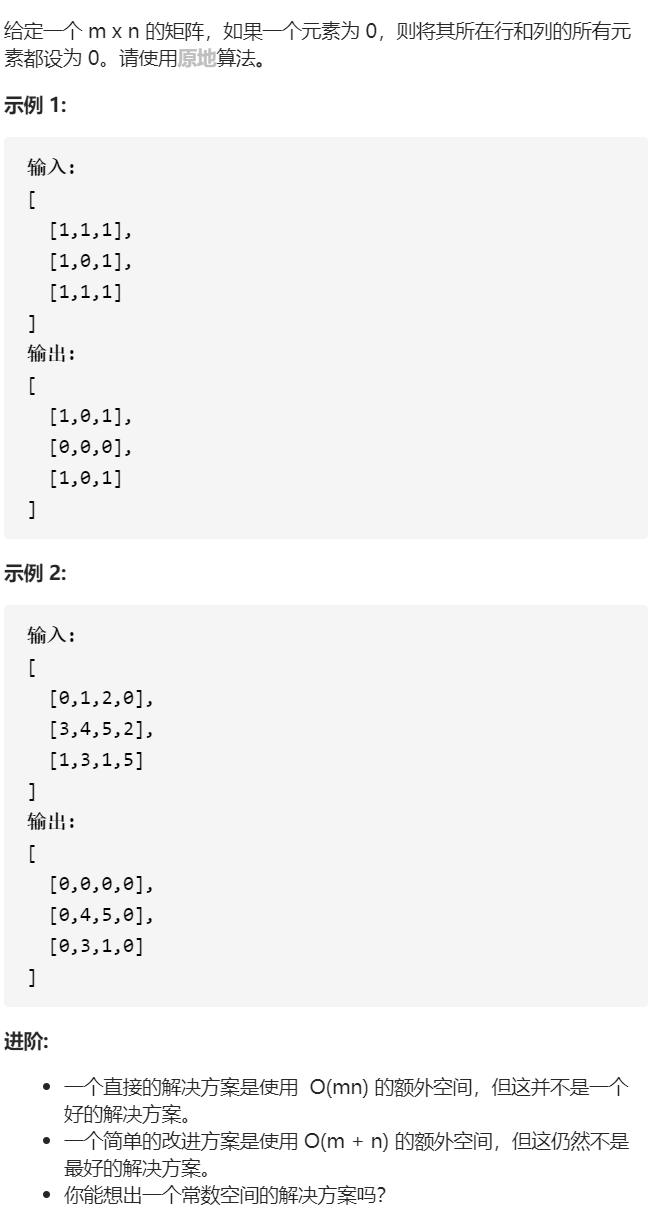 给定一个 m x n 的矩阵，如果一个元素为 0，则将其所在行和列的所有元
素都设为 0。请使用原地算法。
示例 1:
输入:
[
  [1,1,1],
  [1,0,1],
  [1,1,1]
]
输出:
[
  [1,0,1],
  [0,0,0],
  [1,0,1]
]
示例 2:
输入:
[
  [0,1,2,0],
  [3,4,5,2],
  [1,3,1,5]
]
输出:
[
  [0,0,0,0],
  [0,4,5,0],
  [0,3,1,0]
]
进阶:
• 一个直接的解决方案是使用  O(mn) 的额外空间，但这并不是一个
好的解决方案。
• 一个简单的改进方案是使用 O(m + n) 的额外空间，但这仍然不是
最好的解决方案。
• 你能想出一个常数空间的解决方案吗？